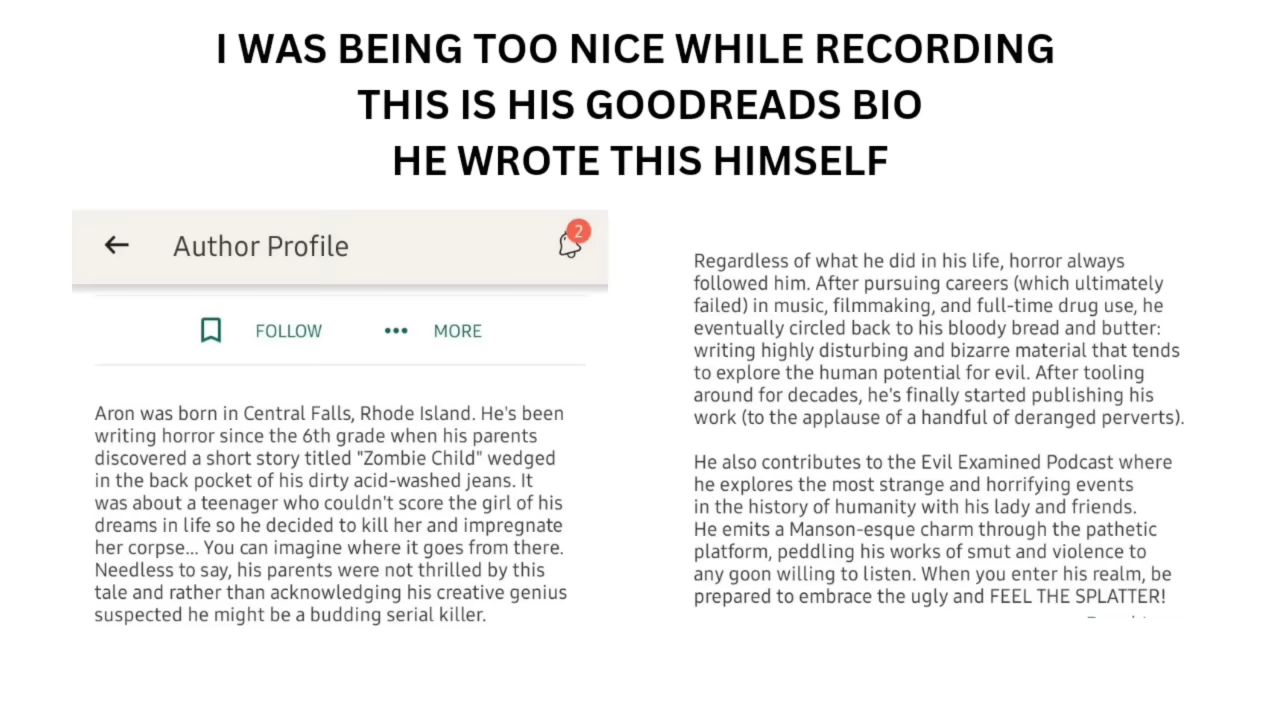 I WAS BEING TOO NICE WHILE RECORDING
THIS IS HIS GOODREADS BIO
HE WROTE THIS HIMSELF
Author Profile
2
FOLLOW
MORE
Aron was born in Central Falls, Rhode Island. He's been
writing horror since the 6th grade when his parents
discovered a short story titled "Zombie Child" wedged
in the back pocket of his dirty acid-washed jeans. It
was about a teenager who couldn't score the girl of his
dreams in life so he decided to kill her and impregnate
her corpse... You can imagine where it goes from there.
Needless to say, his parents were not thrilled by this
tale and rather than acknowledging his creative genius
suspected he might be a budding serial killer.
Regardless of what he did in his life, horror always
followed him. After pursuing careers (which ultimately
failed) in music, filmmaking, and full-time drug use, he
eventually circled back to his bloody bread and butter:
writing highly disturbing and bizarre material that tends
to explore the human potential for evil. After tooling
around for decades, he's finally started publishing his
work (to the applause of a handful of deranged perverts).
He also contributes to the Evil Examined Podcast where
he explores the most strange and horrifying events
in the history of humanity with his lady and friends.
He emits a Manson-esque charm through the pathetic
platform, peddling his works of smut and violence to
any goon willing to listen. When you enter his realm, be
prepared to embrace the ugly and FEEL THE SPLATTER!